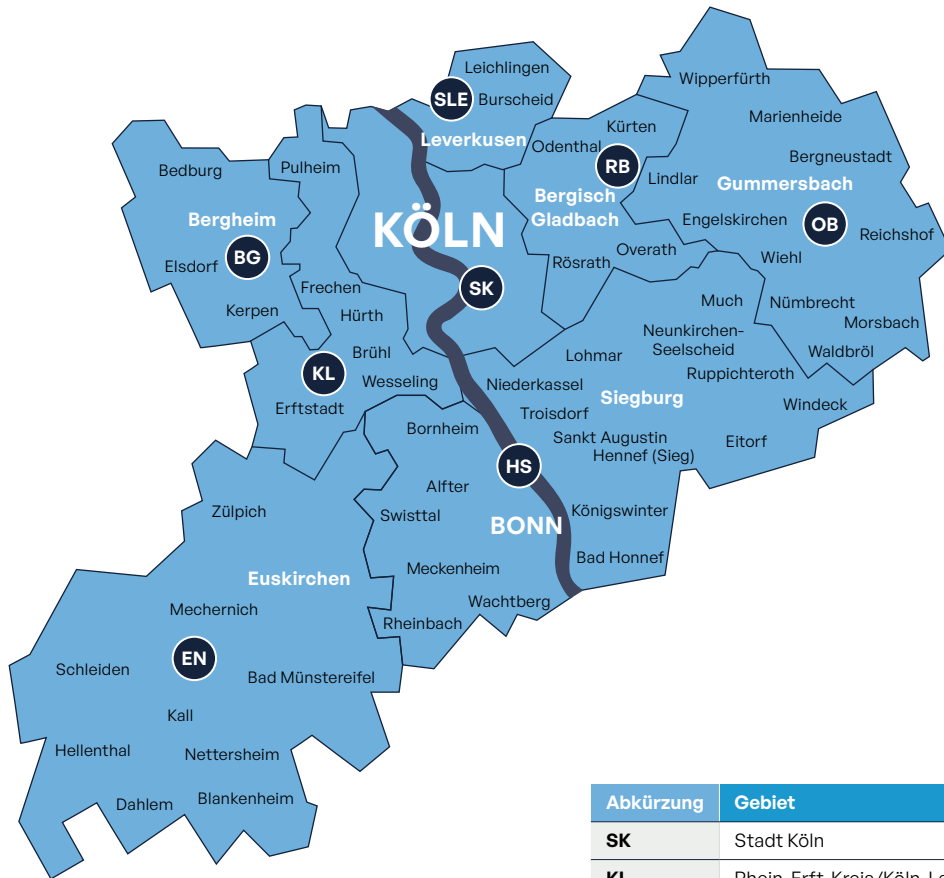 Leichlingen
SLE
Burscheid
Leverkusen
Wipperfürth
Marienheide
Kürten
Odenthal
RB
Lindlar
Bergisch
Gladbach
Bergneustadt
Gummersbach
Engelskirchen
OB
Reichshof
Wiehl
Overath
Rösrath
Bedburg
Pulheim
Bergheim
BG
Elsdorf
Kerpen
Frechen
Hürth
KÖLN
SK
KL
Brühl
Wesseling
Erftstadt
Much
Nümbrecht
Morsbach
Neunkirchen-
Seelscheid
Waldbröl
Lohmar
Ruppichteroth
Niederkassel
Siegburg
Windeck
Troisdorf
Sankt Augustin
Hennef (Sieg)
Eitorf
Bornheim
HS
Alfter
Swisttal
BONN
Königswinter
Bad Honnef
Meckenheim
Wachtberg
Rheinbach
Zülpich
Euskirchen
Mechernich
EN
Schleiden
Bad Münstereifel
Kall
Hellenthal
Nettersheim
Dahlem
Blankenheim
Abkürzung Gebiet
SK Stadt Köln